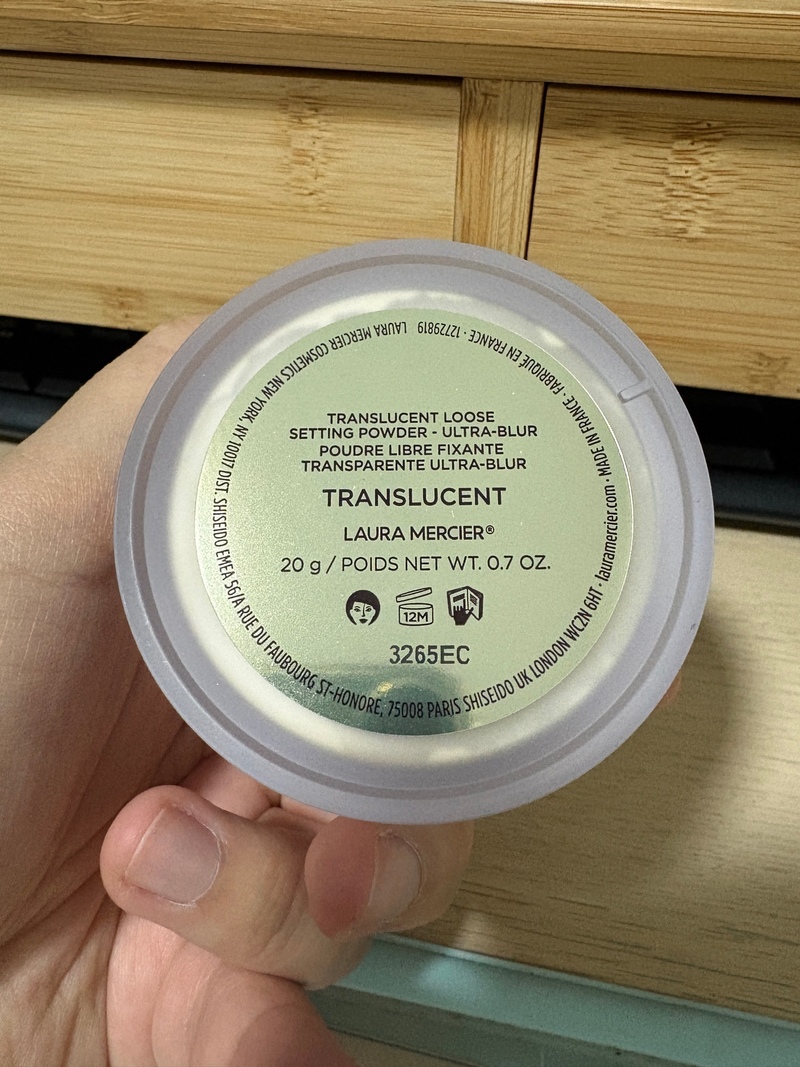 TRANSLUCENT LOOSE
SETTING POWDER - ULTRA-BLUR
POUDRE LIBRE FIXANTE
TRANSPARENTE ULTRA-BLUR
TRANSLUCENT
LAURA MERCIER®
20 g / POIDS NET WT. 0.7 OZ.
12M
3265EC
LAURA MERCIER COSMETICS NEW YORK, NY 10017 DIST. SHISEIDO EMEA 56/A RUE DU FAUBOURG ST-HONORE, 75008 PARIS SHISEIDO UK LONDON WC2N 6HT · lauramercier.com · MADE IN FRANCE · FABRIQUÉ EN FRANCE · 12729819